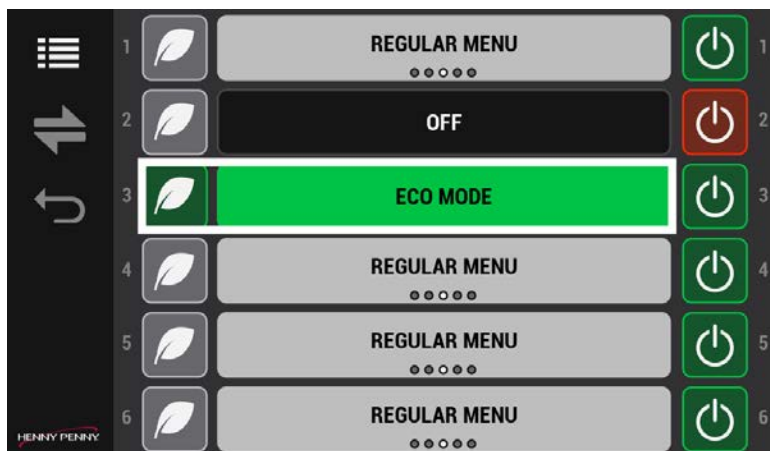 1 REGULAR MENU 1
2 OFF 2
3 ECO MODE 3
4 REGULAR MENU 4
5 REGULAR MENU 5
6 REGULAR MENU 6
HENNY PENNY